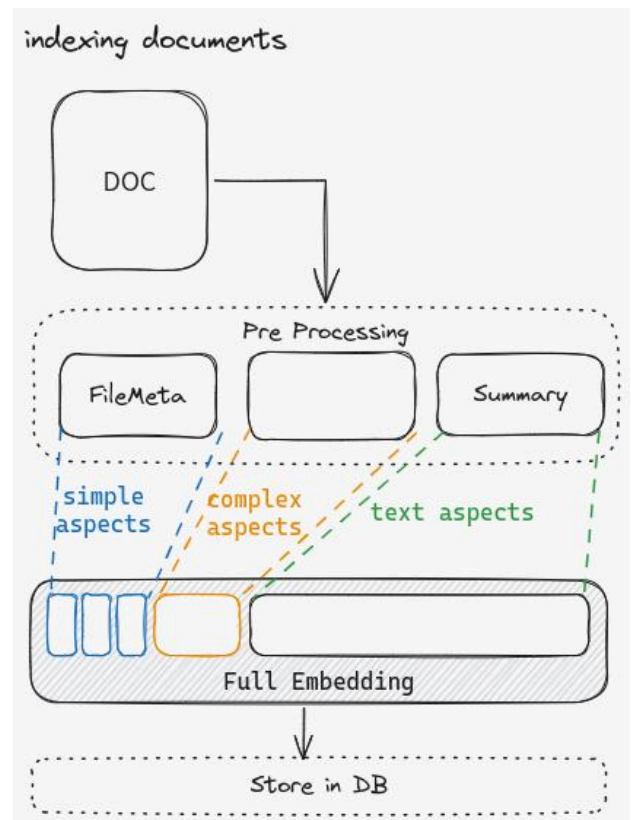 indexing documents
DOC
Pre Processing
FileMeta
Summary
simple
aspects
complex
aspects
text aspects
Full Embedding
Store in DB